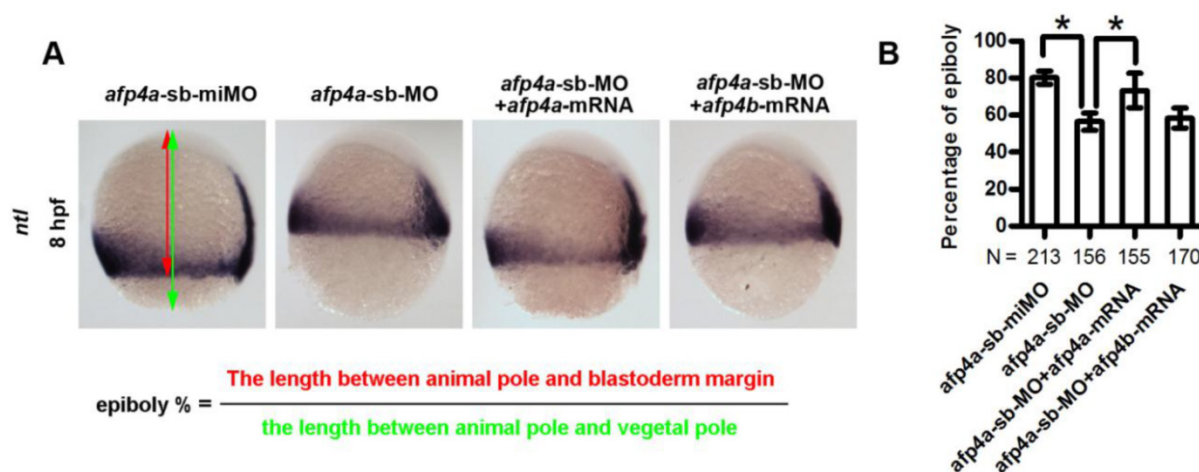 A
afp4a-sb-miMO
afp4a-sb-MO
afp4a-sb-MO
+afp4a-mRNA
afp4a-sb-MO
+afp4b-mRNA
ntl
8 hpf
epiboly % =
The length between animal pole and blastoderm margin
the length between animal pole and vegetal pole
B
* *
Percentage of epiboly
100
80
60
40
20
0
N = 213 156 155 170
afp4a-sb-miMO
afp4a-sb-MO
afp4a-sb-MO+afp4a-mRNA
afp4a-sb-MO+afp4b-mRNA